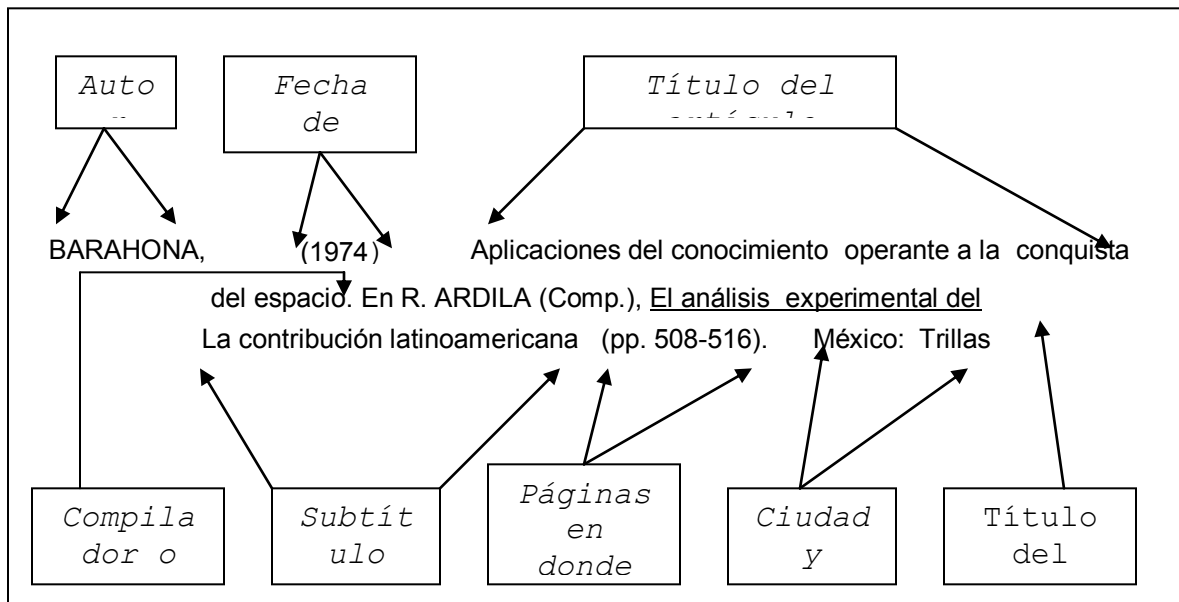 Auto
Fecha
de
Título del
BARAHONA, (1974) Aplicaciones del conocimiento operante a la conquista
del espacio. En R. ARDILA (Comp.), El análisis experimental del
La contribución latinoamericana (pp. 508-516). México: Trillas
Compila
dor o
Subtít
ulo
Páginas
en
donde
Ciudad
y
Título
del